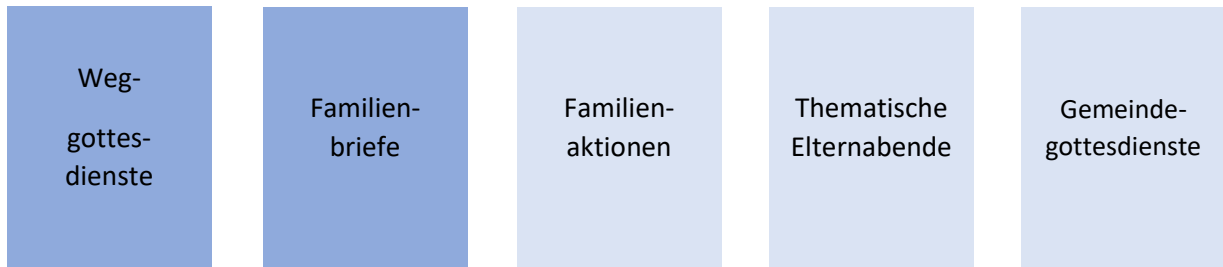 Weg-
gottes-
dienste
Familien-
briefe
Familien-
aktionen
Thematische
Elternabende
Gemeinde-
gottesdienste